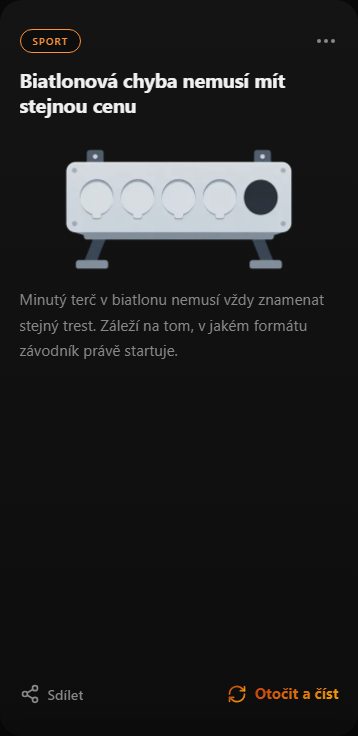 SPORT
Biatlonová chyba nemusí mít
stejnou cenu
Minutý terč v biatlonu nemusí vždy znamenat
stejný trest. Záleží na tom, v jakém formátu
závodník právě startuje.
Sdílet
Otočit a číst